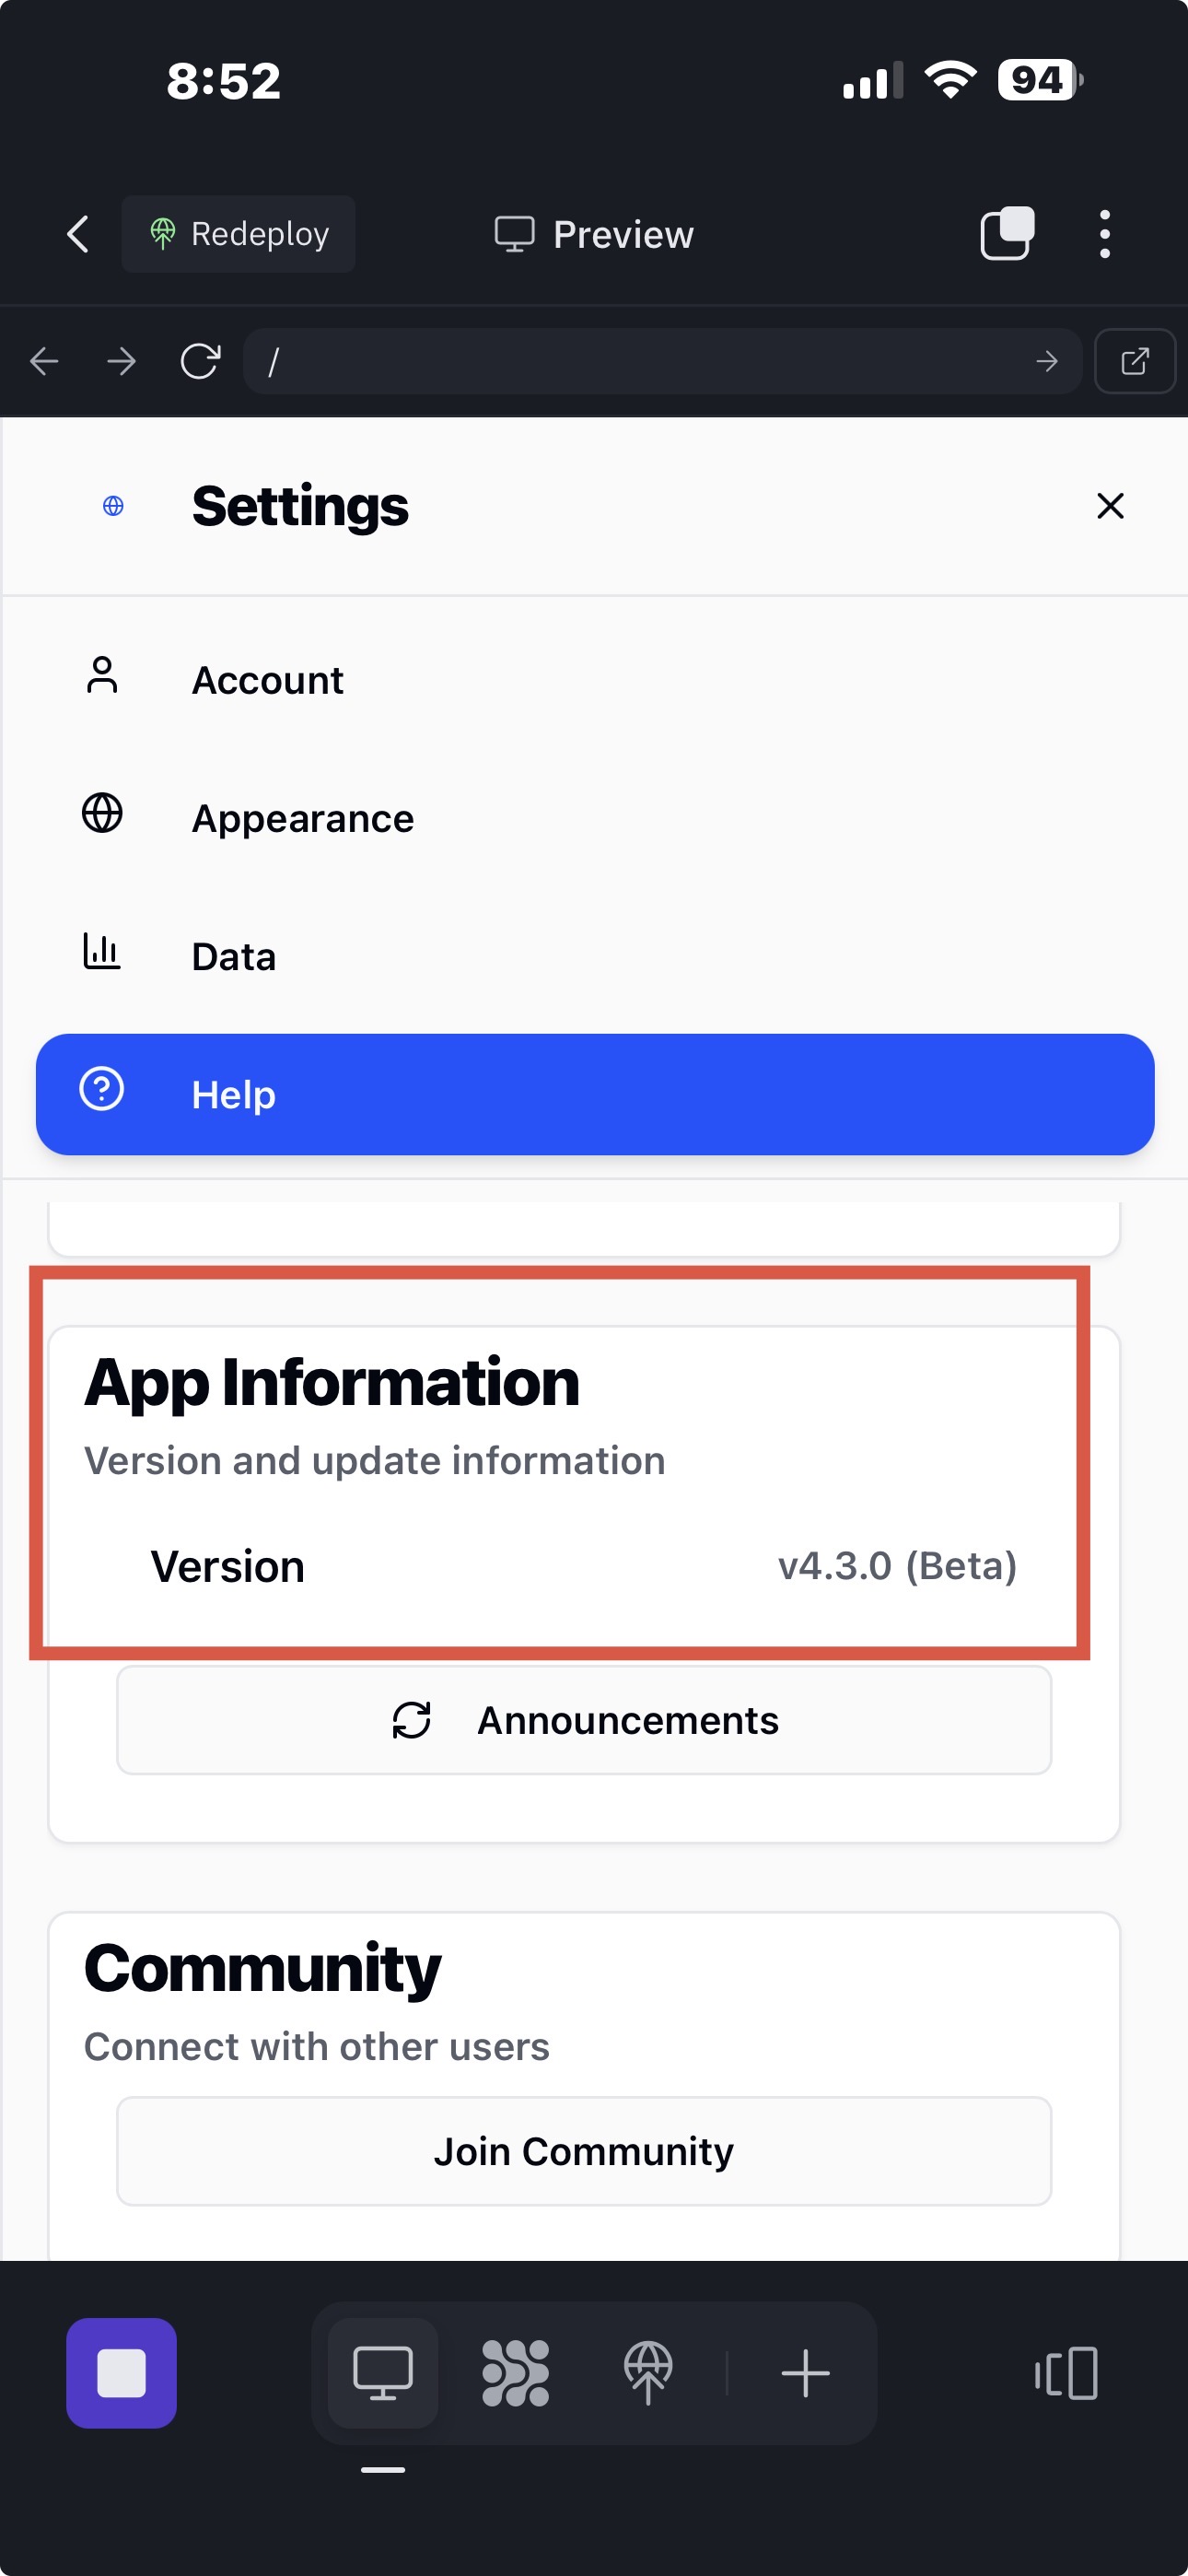 8:52
94
Redeploy
Preview
/
Settings
Account
Appearance
Data
Help
App Information
Version and update information
Version v4.3.0 (Beta)
Announcements
Community
Connect with other users
Join Community